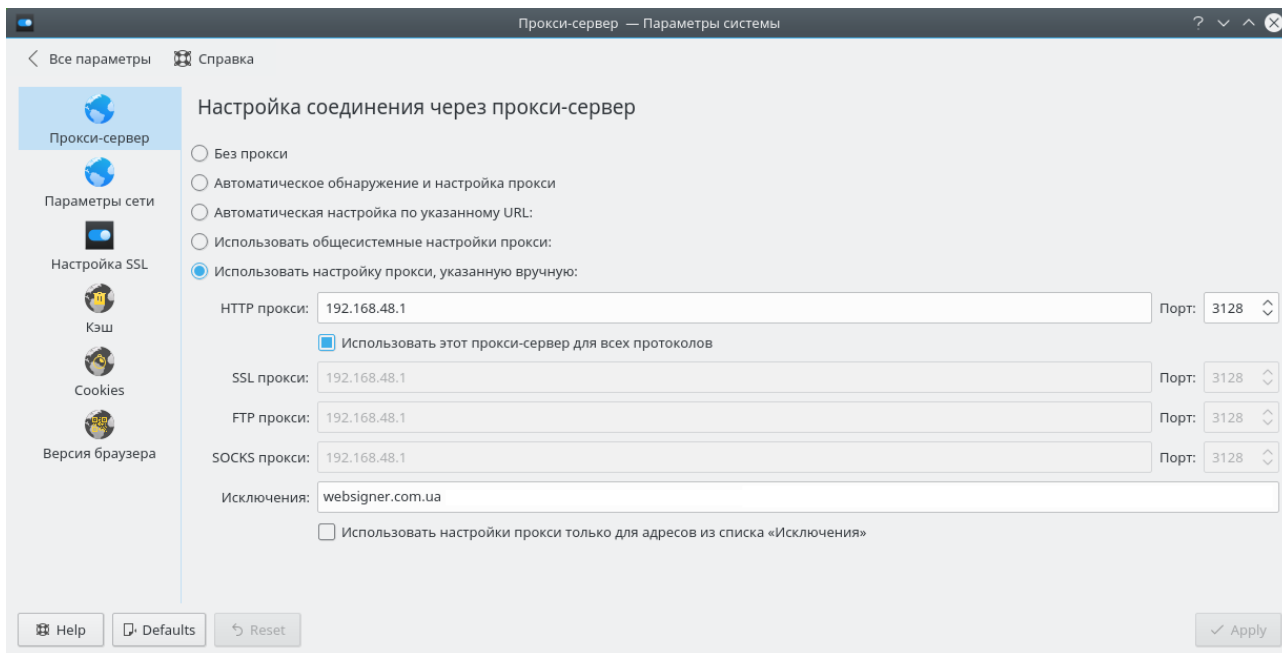 Прокси-сервер — Параметры системы
Все параметры Справка
Прокси-сервер
Параметры сети
Настройка SSL
Кэш
Cookies
Версия браузера
Настройка соединения через прокси-сервер
Без прокси
Автоматическое обнаружение и настройка прокси
Автоматическая настройка по указанному URL:
Использовать общесистемные настройки прокси:
Использовать настройку прокси, указанную вручную:
HTTP прокси: 192.168.48.1 Порт: 3128
Использовать этот прокси-сервер для всех протоколов
SSL прокси: 192.168.48.1 Порт: 3128
FTP прокси: 192.168.48.1 Порт: 3128
SOCKS прокси: 192.168.48.1 Порт: 3128
Исключения: websigner.com.ua
Использовать настройки прокси только для адресов из списка «Исключения»
Help Defaults Reset Apply